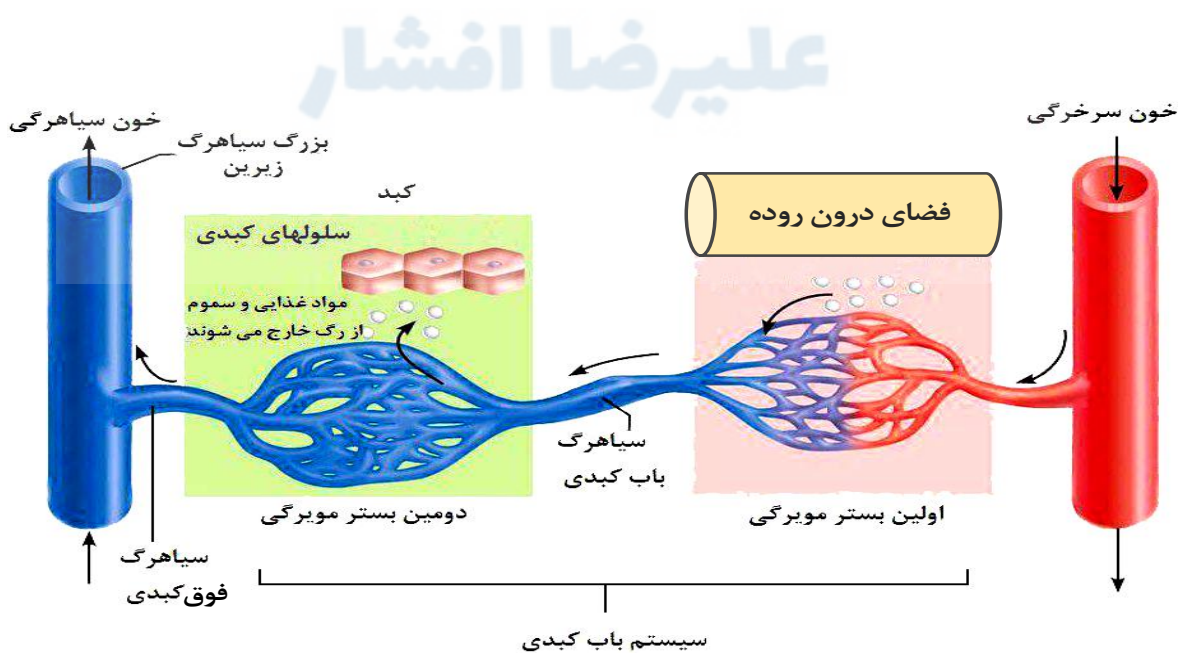 علیرضا افشار
خون سرخرگی
خون سیاهرگی
بزرگ سیاهرگ
زیرین
کبد
فضای درون روده
سلولهای کبدی
مواد غذایی و سموم
از رگ خارج می شوند
سیاهرگ
باب کبدی
اولین بستر مویرگی
دومین بستر مویرگی
سیاهرگ
فوق کبدی
سیستم باب کبدی